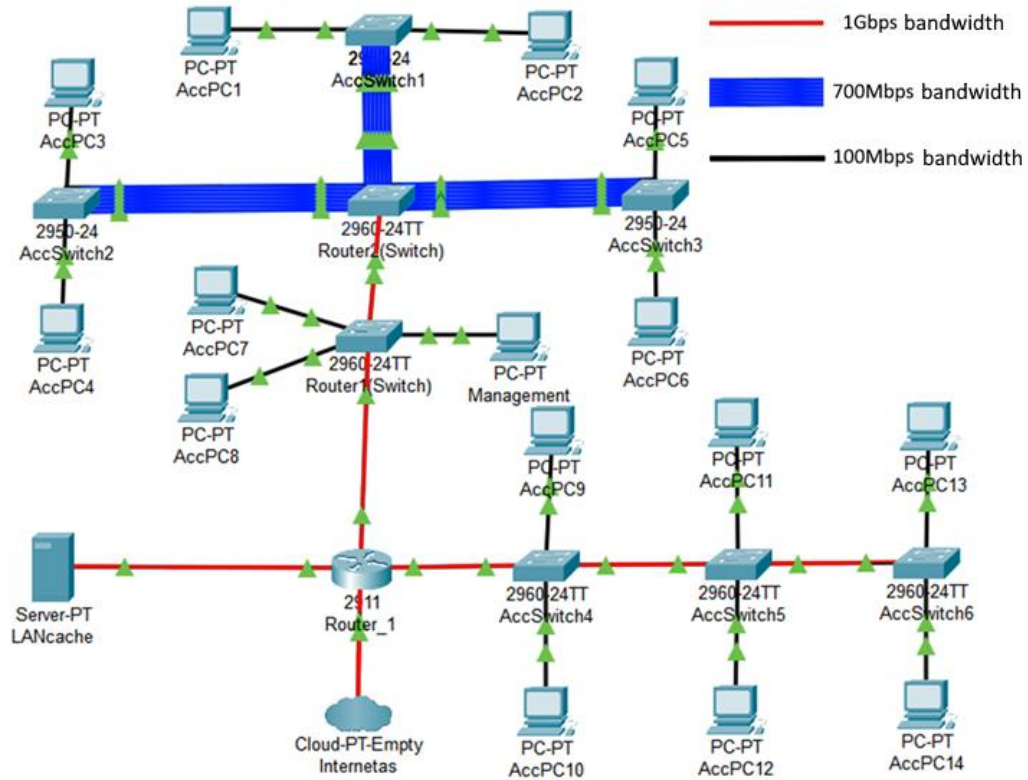 PC-PT
AccPC1
2950-24
AccSwitch1
PC-PT
AccPC2
1Gbps bandwidth
700Mbps bandwidth
100Mbps bandwidth
PC-PT
AccPC3
PC-PT
AccPC5
2950-24
AccSwitch2
2960-24TT
Router2(Switch)
2950-24
AccSwitch3
PC-PT
AccPC4
PC-PT
AccPC7
2960-24TT
Router1(Switch)
PC-PT
Management
PC-PT
AccPC6
PC-PT
AccPC8
PC-PT
AccPC9
PC-PT
AccPC11
PC-PT
AccPC13
Server-PT
LANcache
2911
Router_1
2960-24TT
AccSwitch4
2960-24TT
AccSwitch5
2960-24TT
AccSwitch6
Cloud-PT-Empty
Internetas
PC-PT
AccPC10
PC-PT
AccPC12
PC-PT
AccPC14